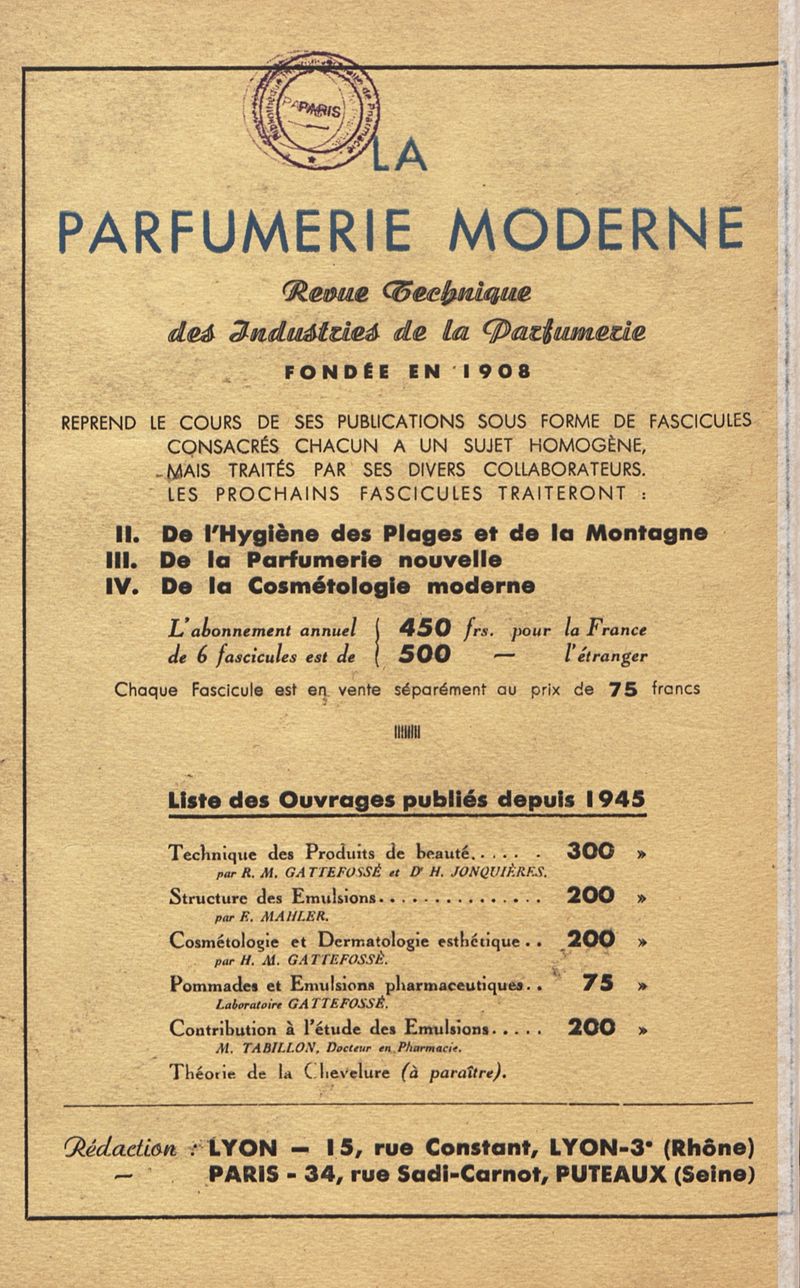 PARIS
LA
PARFUMERIE MODERNE
Revue Technique
des Industries de la Parfumerie
FONDÉE EN 1908
REPREND LE COURS DE SES PUBLICATIONS SOUS FORME DE FASCICULES
CONSACRÉS CHACUN A UN SUJET HOMOGÈNE,
MAIS TRAITÉS PAR SES DIVERS COLLABORATEURS.
LES PROCHAINS FASCICULES TRAITERONT :
II. De l'Hygiène des Plages et de la Montagne
III. De la Parfumerie nouvelle
IV. De la Cosmétologie moderne
L'abonnement annuel { 450 frs. pour la France
de 6 fascicules est de { 500 — l'étranger
Chaque Fascicule est en vente séparément au prix de 75 francs
Liste des Ouvrages publiés depuis 1945
Technique des Produits de beauté..... 300 »
par R. M. GATTEFOSSÉ et Dr H. JONQUIÈRES.
Structure des Emulsions............... 200 »
par E. MAHLER.
Cosmétologie et Dermatologie esthétique.. 200 »
par H. M. GATTEFOSSÉ.
Pommades et Emulsions pharmaceutiques.. 75 »
Laboratoire GATTEFOSSÉ.
Contribution à l'étude des Emulsions..... 200 »
M. TABILLON, Docteur en Pharmacie.
Théorie de la Chevelure (à paraître).
Rédaction : LYON — 15, rue Constant, LYON-3e (Rhône)
— PARIS - 34, rue Sadi-Carnot, PUTEAUX (Seine)